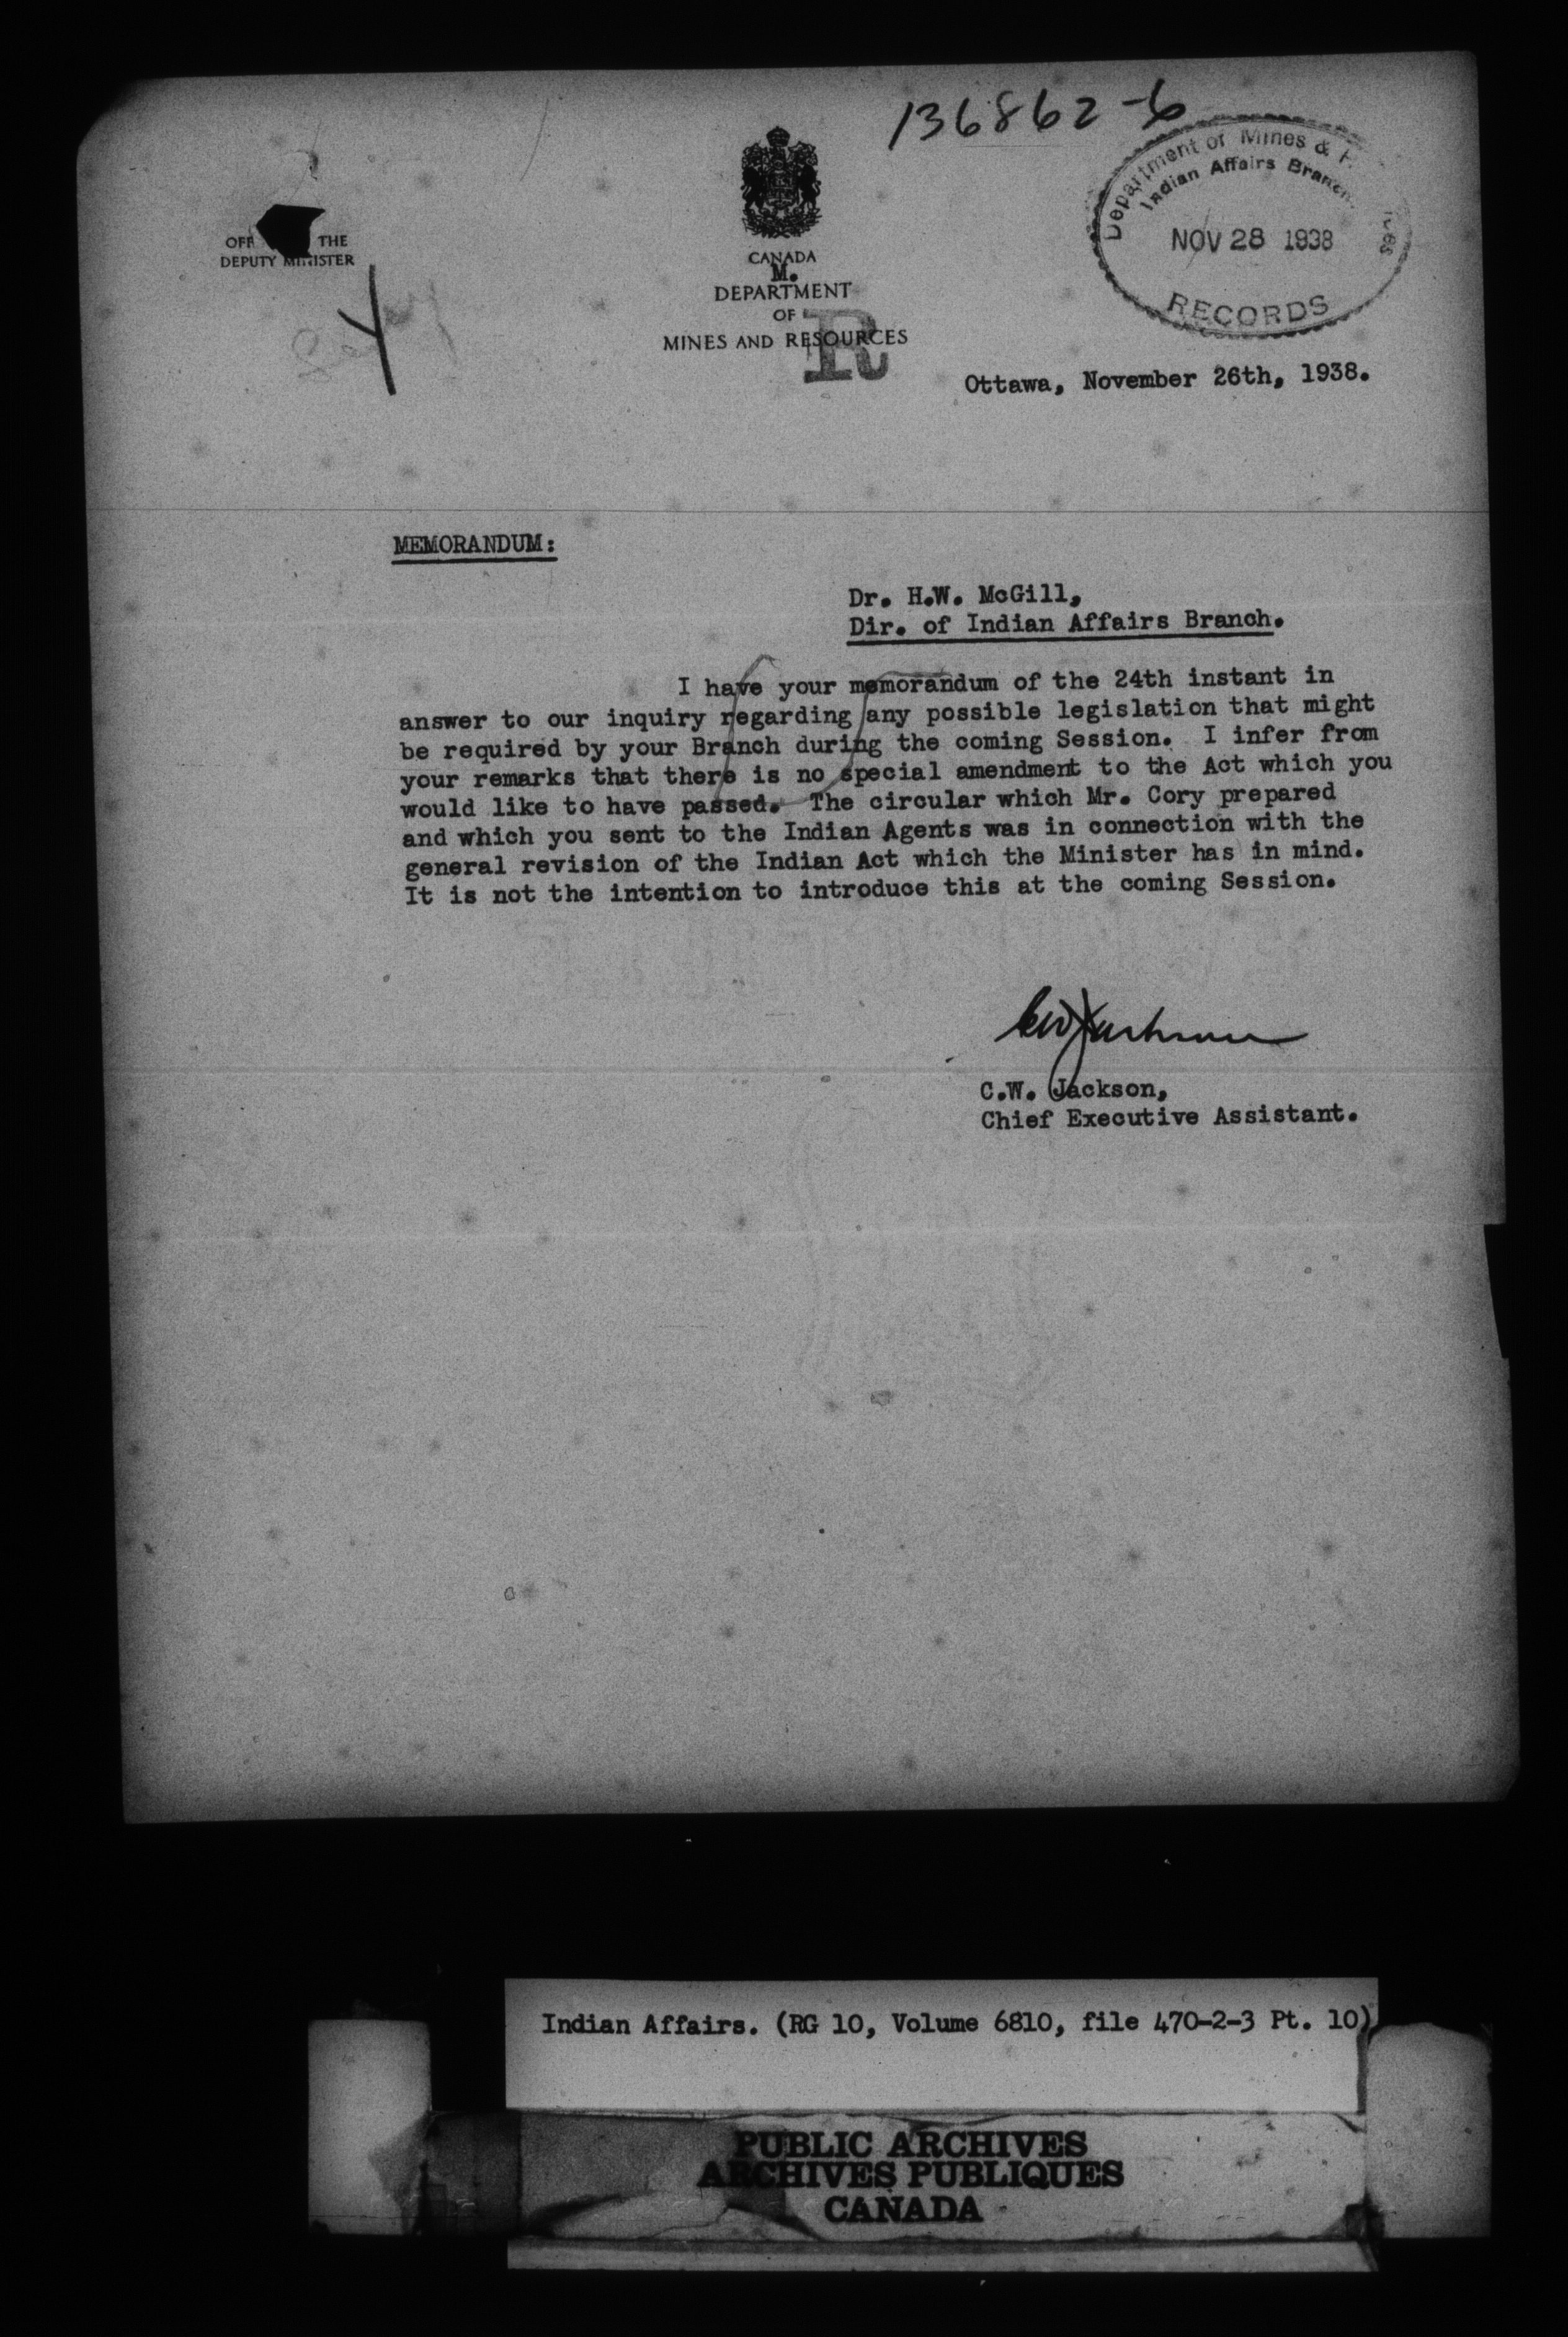 136862-6
OFF THE
DEPUTY MINISTER
CANADA
M.
DEPARTMENT
OF
MINES AND RESOURCES
R
Department of Mines &
Indian Affairs Branch
NOV 28 1938
RECORDS
Ottawa, November 26th, 1938.
MEMORANDUM:
Dr. H.W. McGill,
Dir. of Indian Affairs Branch.
I have your memorandum of the 24th instant in
answer to our inquiry regarding any possible legislation that might
be required by your Branch during the coming Session. I infer from
your remarks that there is no special amendment to the Act which you
would like to have passed. The circular which Mr. Cory prepared
and which you sent to the Indian Agents was in connection with the
general revision of the Indian Act which the Minister has in mind.
It is not the intention to introduce this at the coming Session.
CW Jackson
C.W. Jackson,
Chief Executive Assistant.
Indian Affairs. (RG 10, Volume 6810, file 470-2-3 Pt. 10)
PUBLIC ARCHIVES
ARCHIVES PUBLIQUES
CANADA